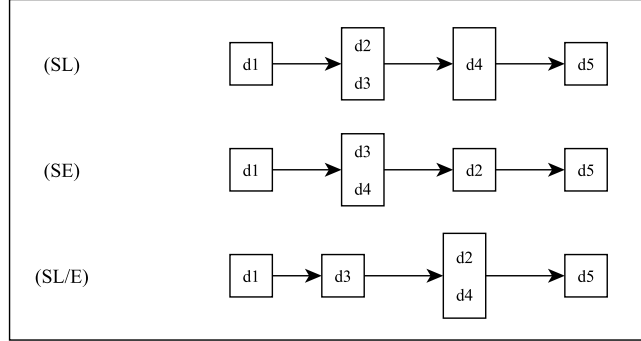 (SL) d1 d2 d4 d5
d3
(SE) d1 d3 d2 d5
d4
(SL/E) d1 d3 d2 d5
d4